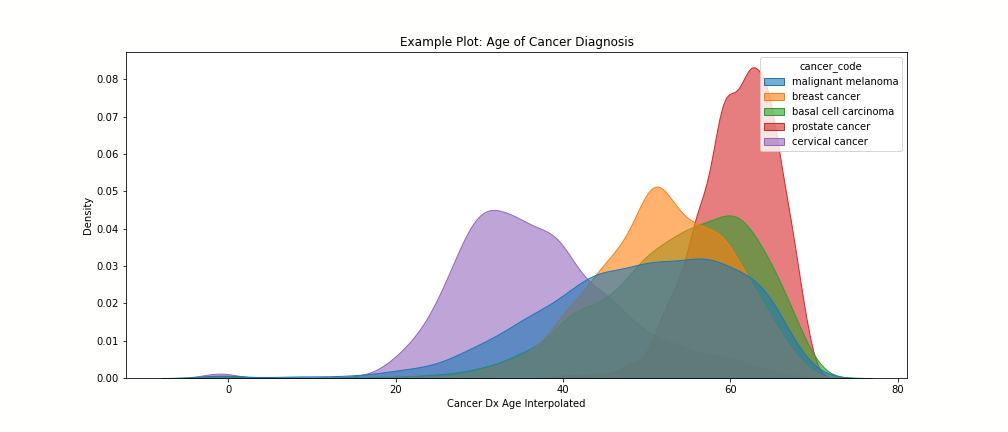 Example Plot: Age of Cancer Diagnosis
cancer_code
malignant melanoma
breast cancer
basal cell carcinoma
prostate cancer
cervical cancer
0.08
0.07
0.06
0.05
0.04
0.03
0.02
0.01
0.00
Density
0 20 40 60 80
Cancer Dx Age Interpolated